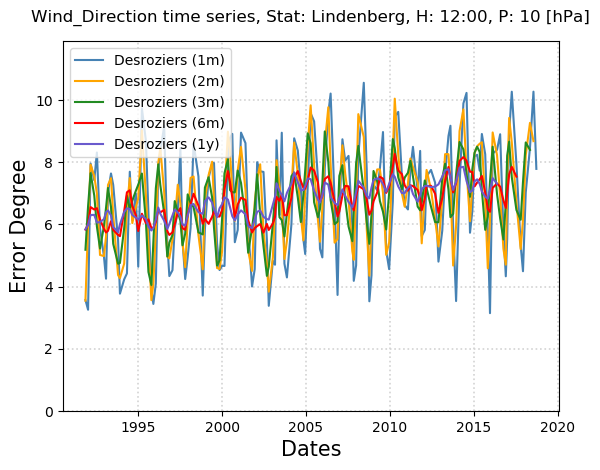 Wind_Direction time series, Stat: Lindenberg, H: 12:00, P: 10 [hPa]
Desroziers (1m)
Desroziers (2m)
Desroziers (3m)
Desroziers (6m)
Desroziers (1y)
Error Degree
10
8
6
4
2
0
1995 2000 2005 2010 2015 2020
Dates